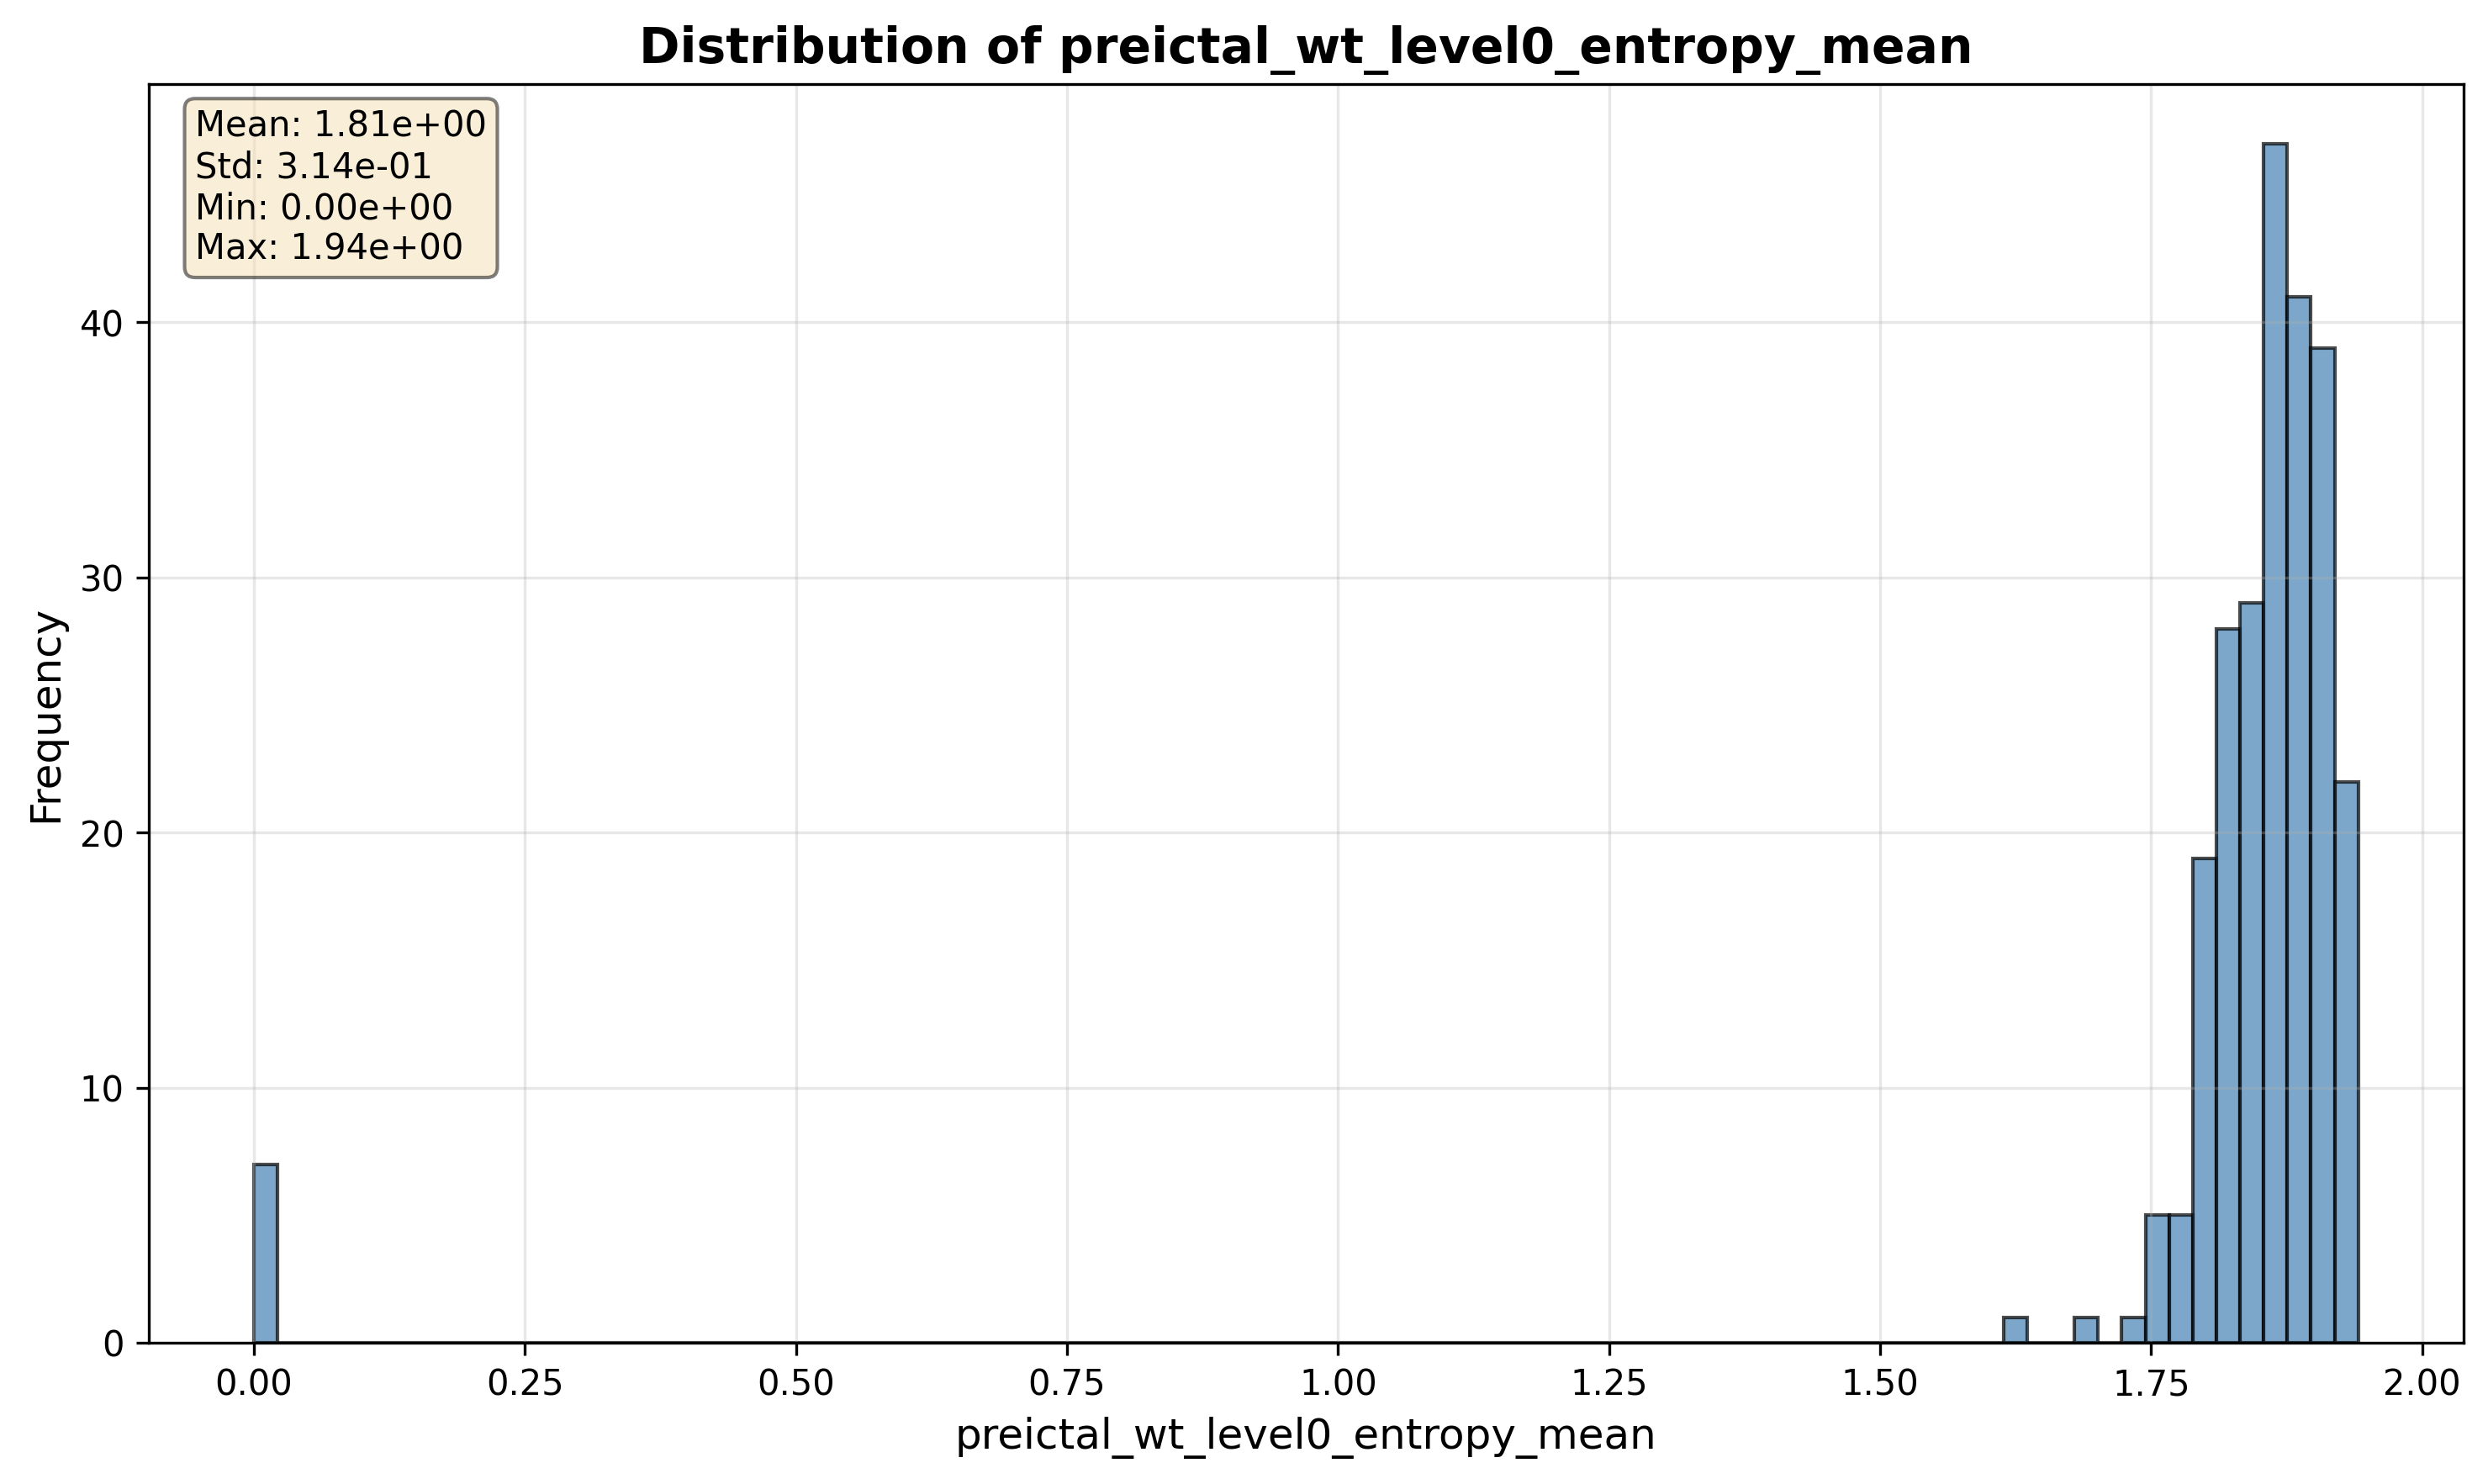 Distribution of preictal_wt_level0_entropy_mean
Mean: 1.81e+00
Std: 3.14e-01
Min: 0.00e+00
Max: 1.94e+00
40
30
20
10
0
Frequency
0.00 0.25 0.50 0.75 1.00 1.25 1.50 1.75 2.00
preictal_wt_level0_entropy_mean